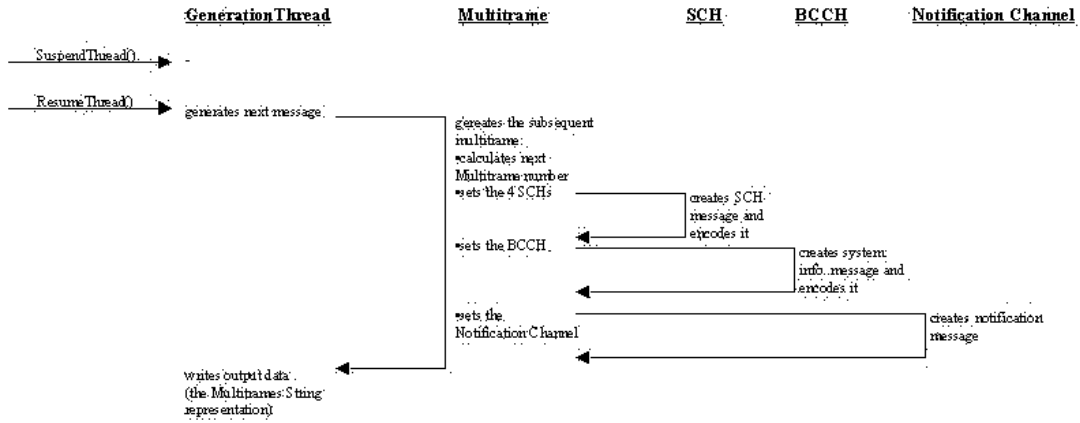 GenerationThread Multiframe SCH BCCH Notification Channel
SuspendThread()
-
ResumeThread()
generates next message
gereates the subsequent
multiframe:
•calculates next
Multiframe number
•sets the 4 SCHs
creates SCH
message and
encodes it
•sets the BCCH
creates system
info. message and
encodes it
•sets the
Notification Channel
creates notification
message
writes output data
(the Multiframes String
representation)